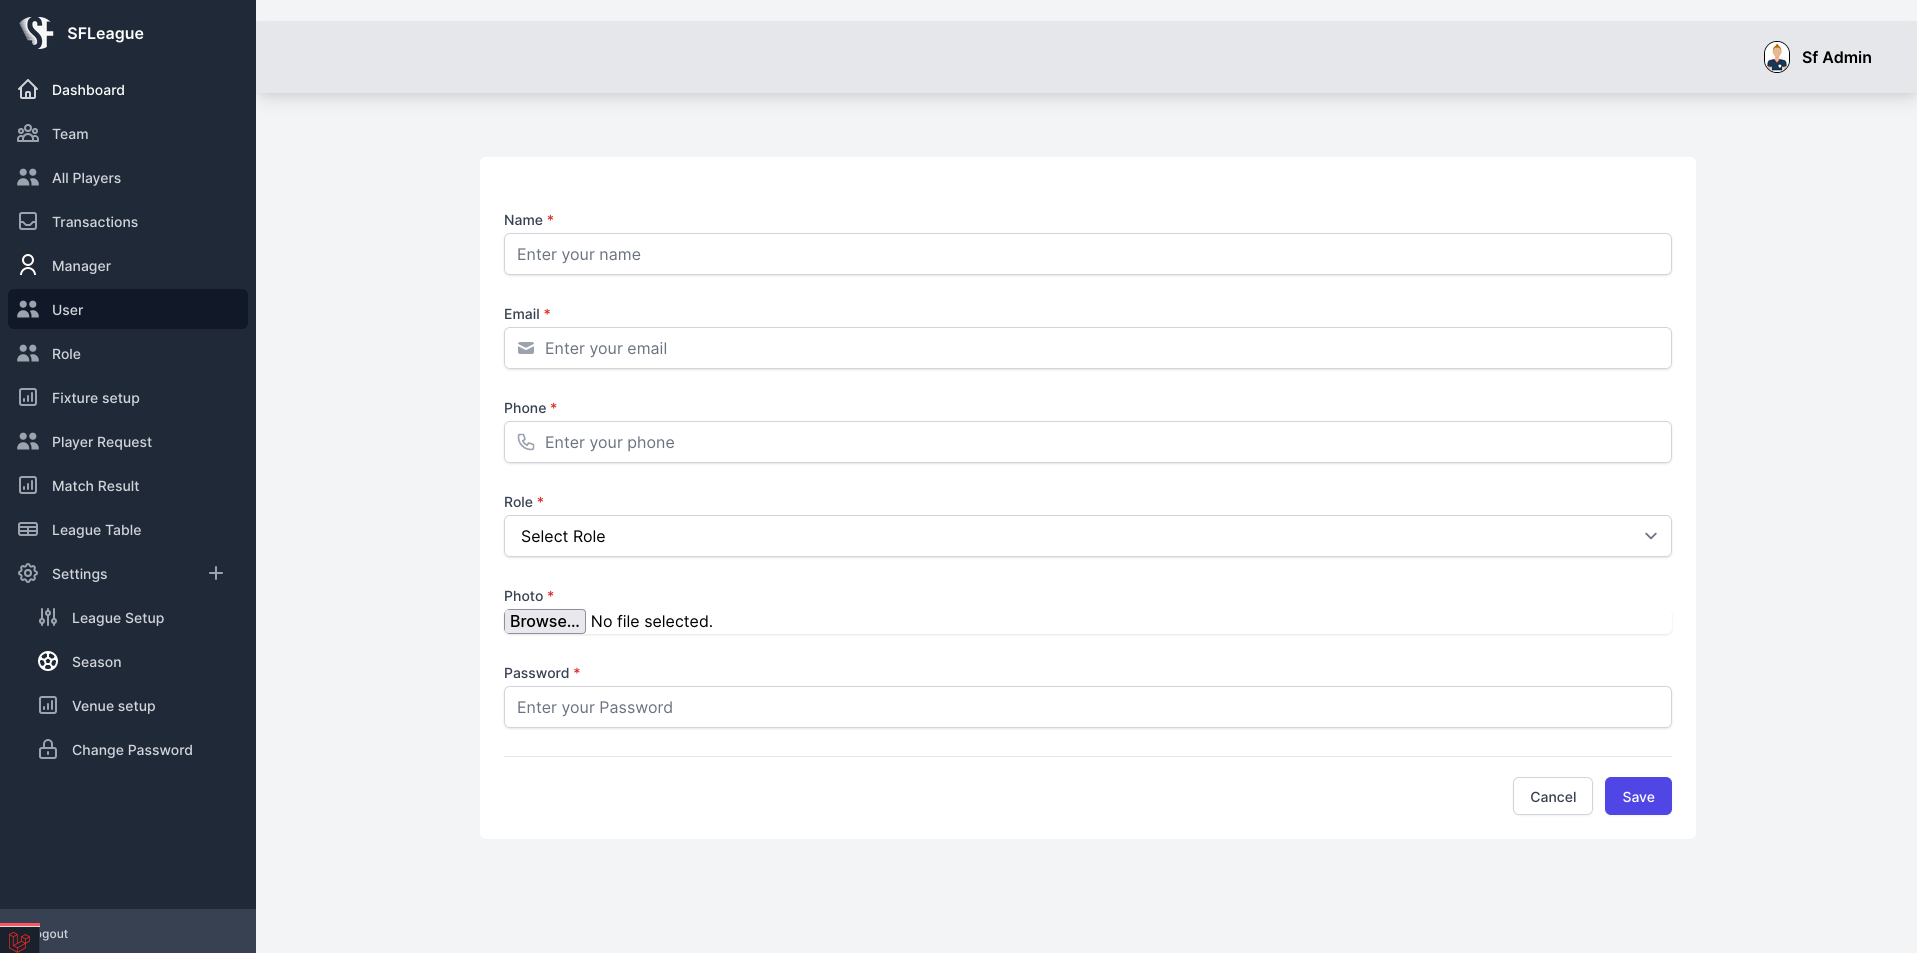 SFLeague
Dashboard
Team
All Players
Transactions
Manager
User
Role
Fixture setup
Player Request
Match Result
League Table
Settings
League Setup
Season
Venue setup
Change Password
ogout
Sf Admin
Name *
Enter your name
Email *
Enter your email
Phone *
Enter your phone
Role *
Select Role
Photo *
Browse... No file selected.
Password *
Enter your Password
Cancel Save